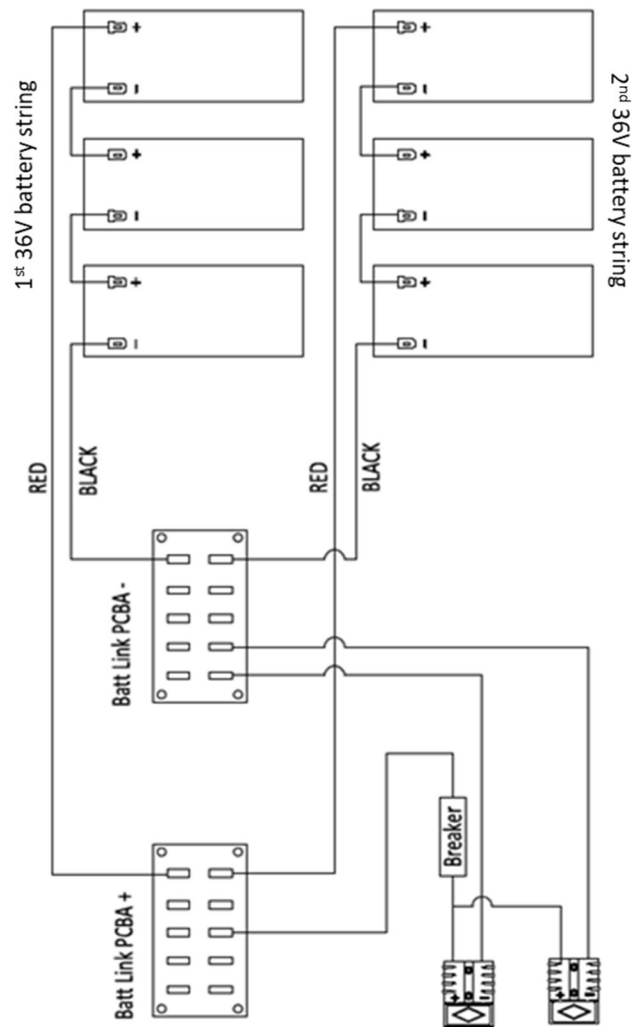 1st 36V battery string
2nd 36V battery string
+
+
-
-
+
+
-
-
+
+
-
-
RED
BLACK
RED
BLACK
Batt Link PCBA -
Batt Link PCBA +
Breaker
+
-
+
-